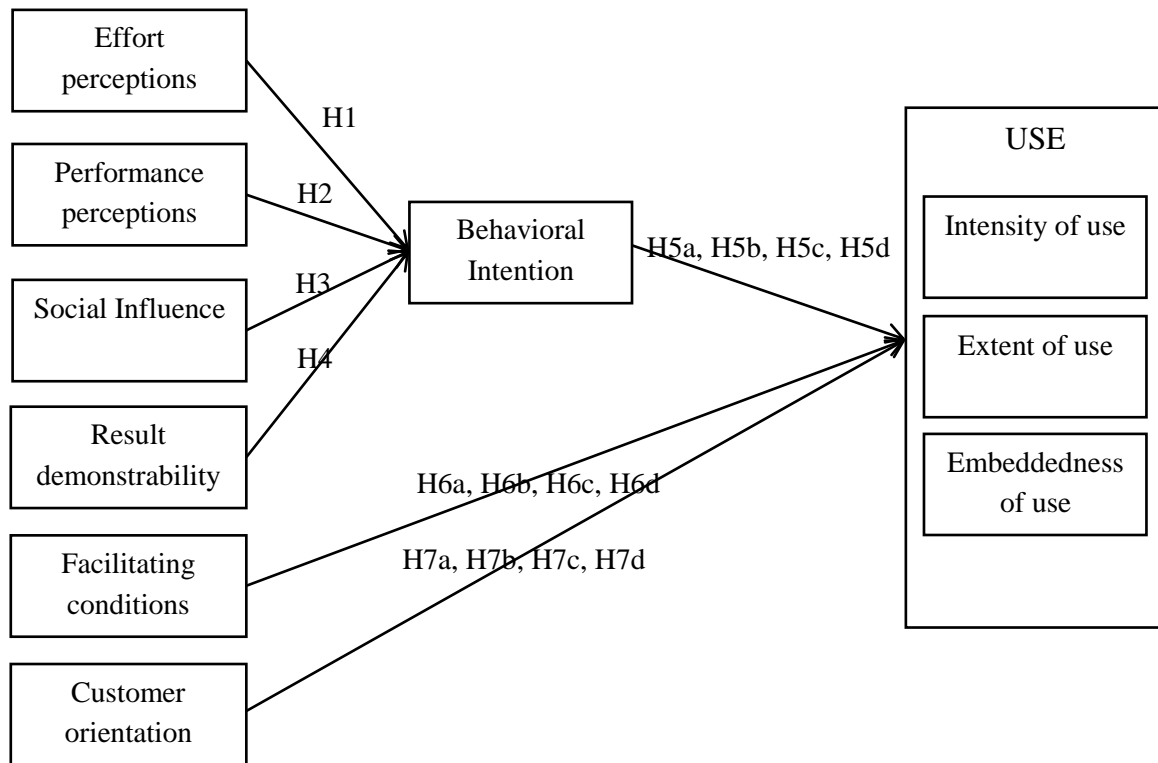 Effort
perceptions
H1
Performance
perceptions
H2
Social Influence
H3
Result
demonstrability
H4
Facilitating
conditions
Customer
orientation
Behavioral
Intention
H5a, H5b, H5c, H5d
H6a, H6b, H6c, H6d
H7a, H7b, H7c, H7d
USE
Intensity of use
Extent of use
Embeddedness
of use